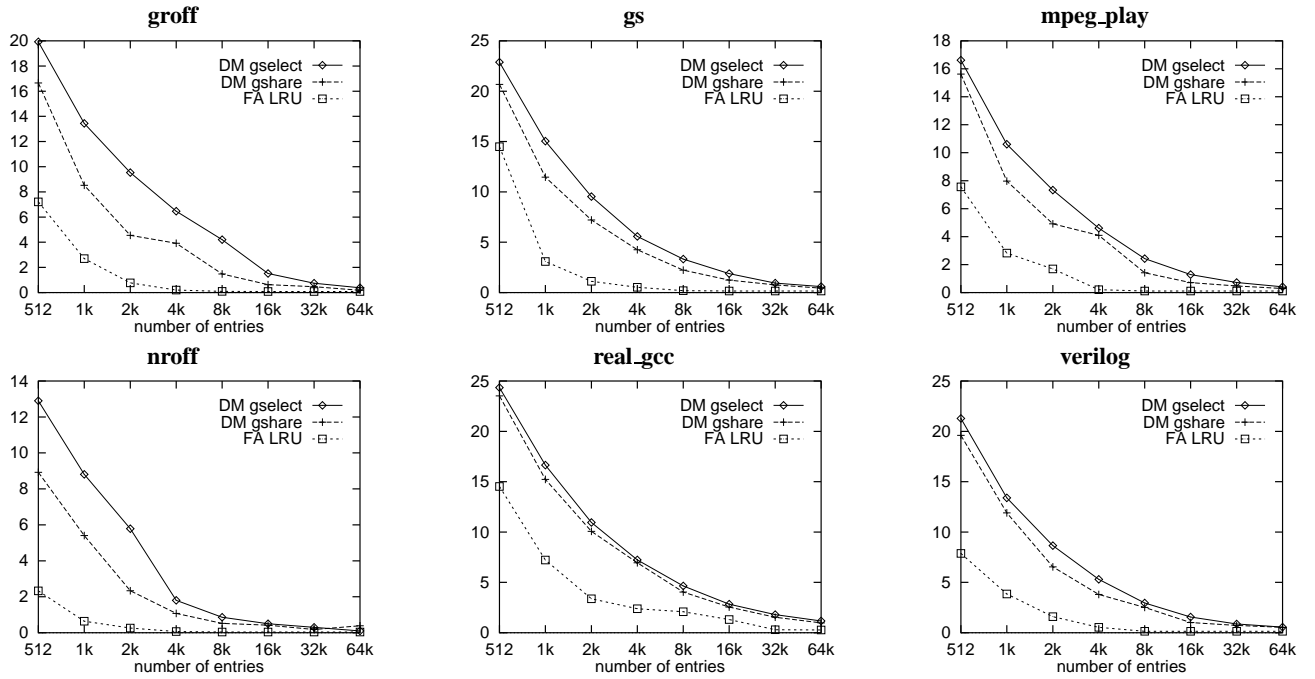 groff
20
18
16
14
12
10
8
6
4
2
0
DM gselect
DM gshare
FA LRU
512 1k 2k 4k 8k 16k 32k 64k
number of entries
gs
25
20
15
10
5
0
DM gselect
DM gshare
FA LRU
512 1k 2k 4k 8k 16k 32k 64k
number of entries
mpeg_play
18
16
14
12
10
8
6
4
2
0
DM gselect
DM gshare
FA LRU
512 1k 2k 4k 8k 16k 32k 64k
number of entries
nroff
14
12
10
8
6
4
2
0
DM gselect
DM gshare
FA LRU
512 1k 2k 4k 8k 16k 32k 64k
number of entries
real_gcc
25
20
15
10
5
0
DM gselect
DM gshare
FA LRU
512 1k 2k 4k 8k 16k 32k 64k
number of entries
verilog
25
20
15
10
5
0
DM gselect
DM gshare
FA LRU
512 1k 2k 4k 8k 16k 32k 64k
number of entries